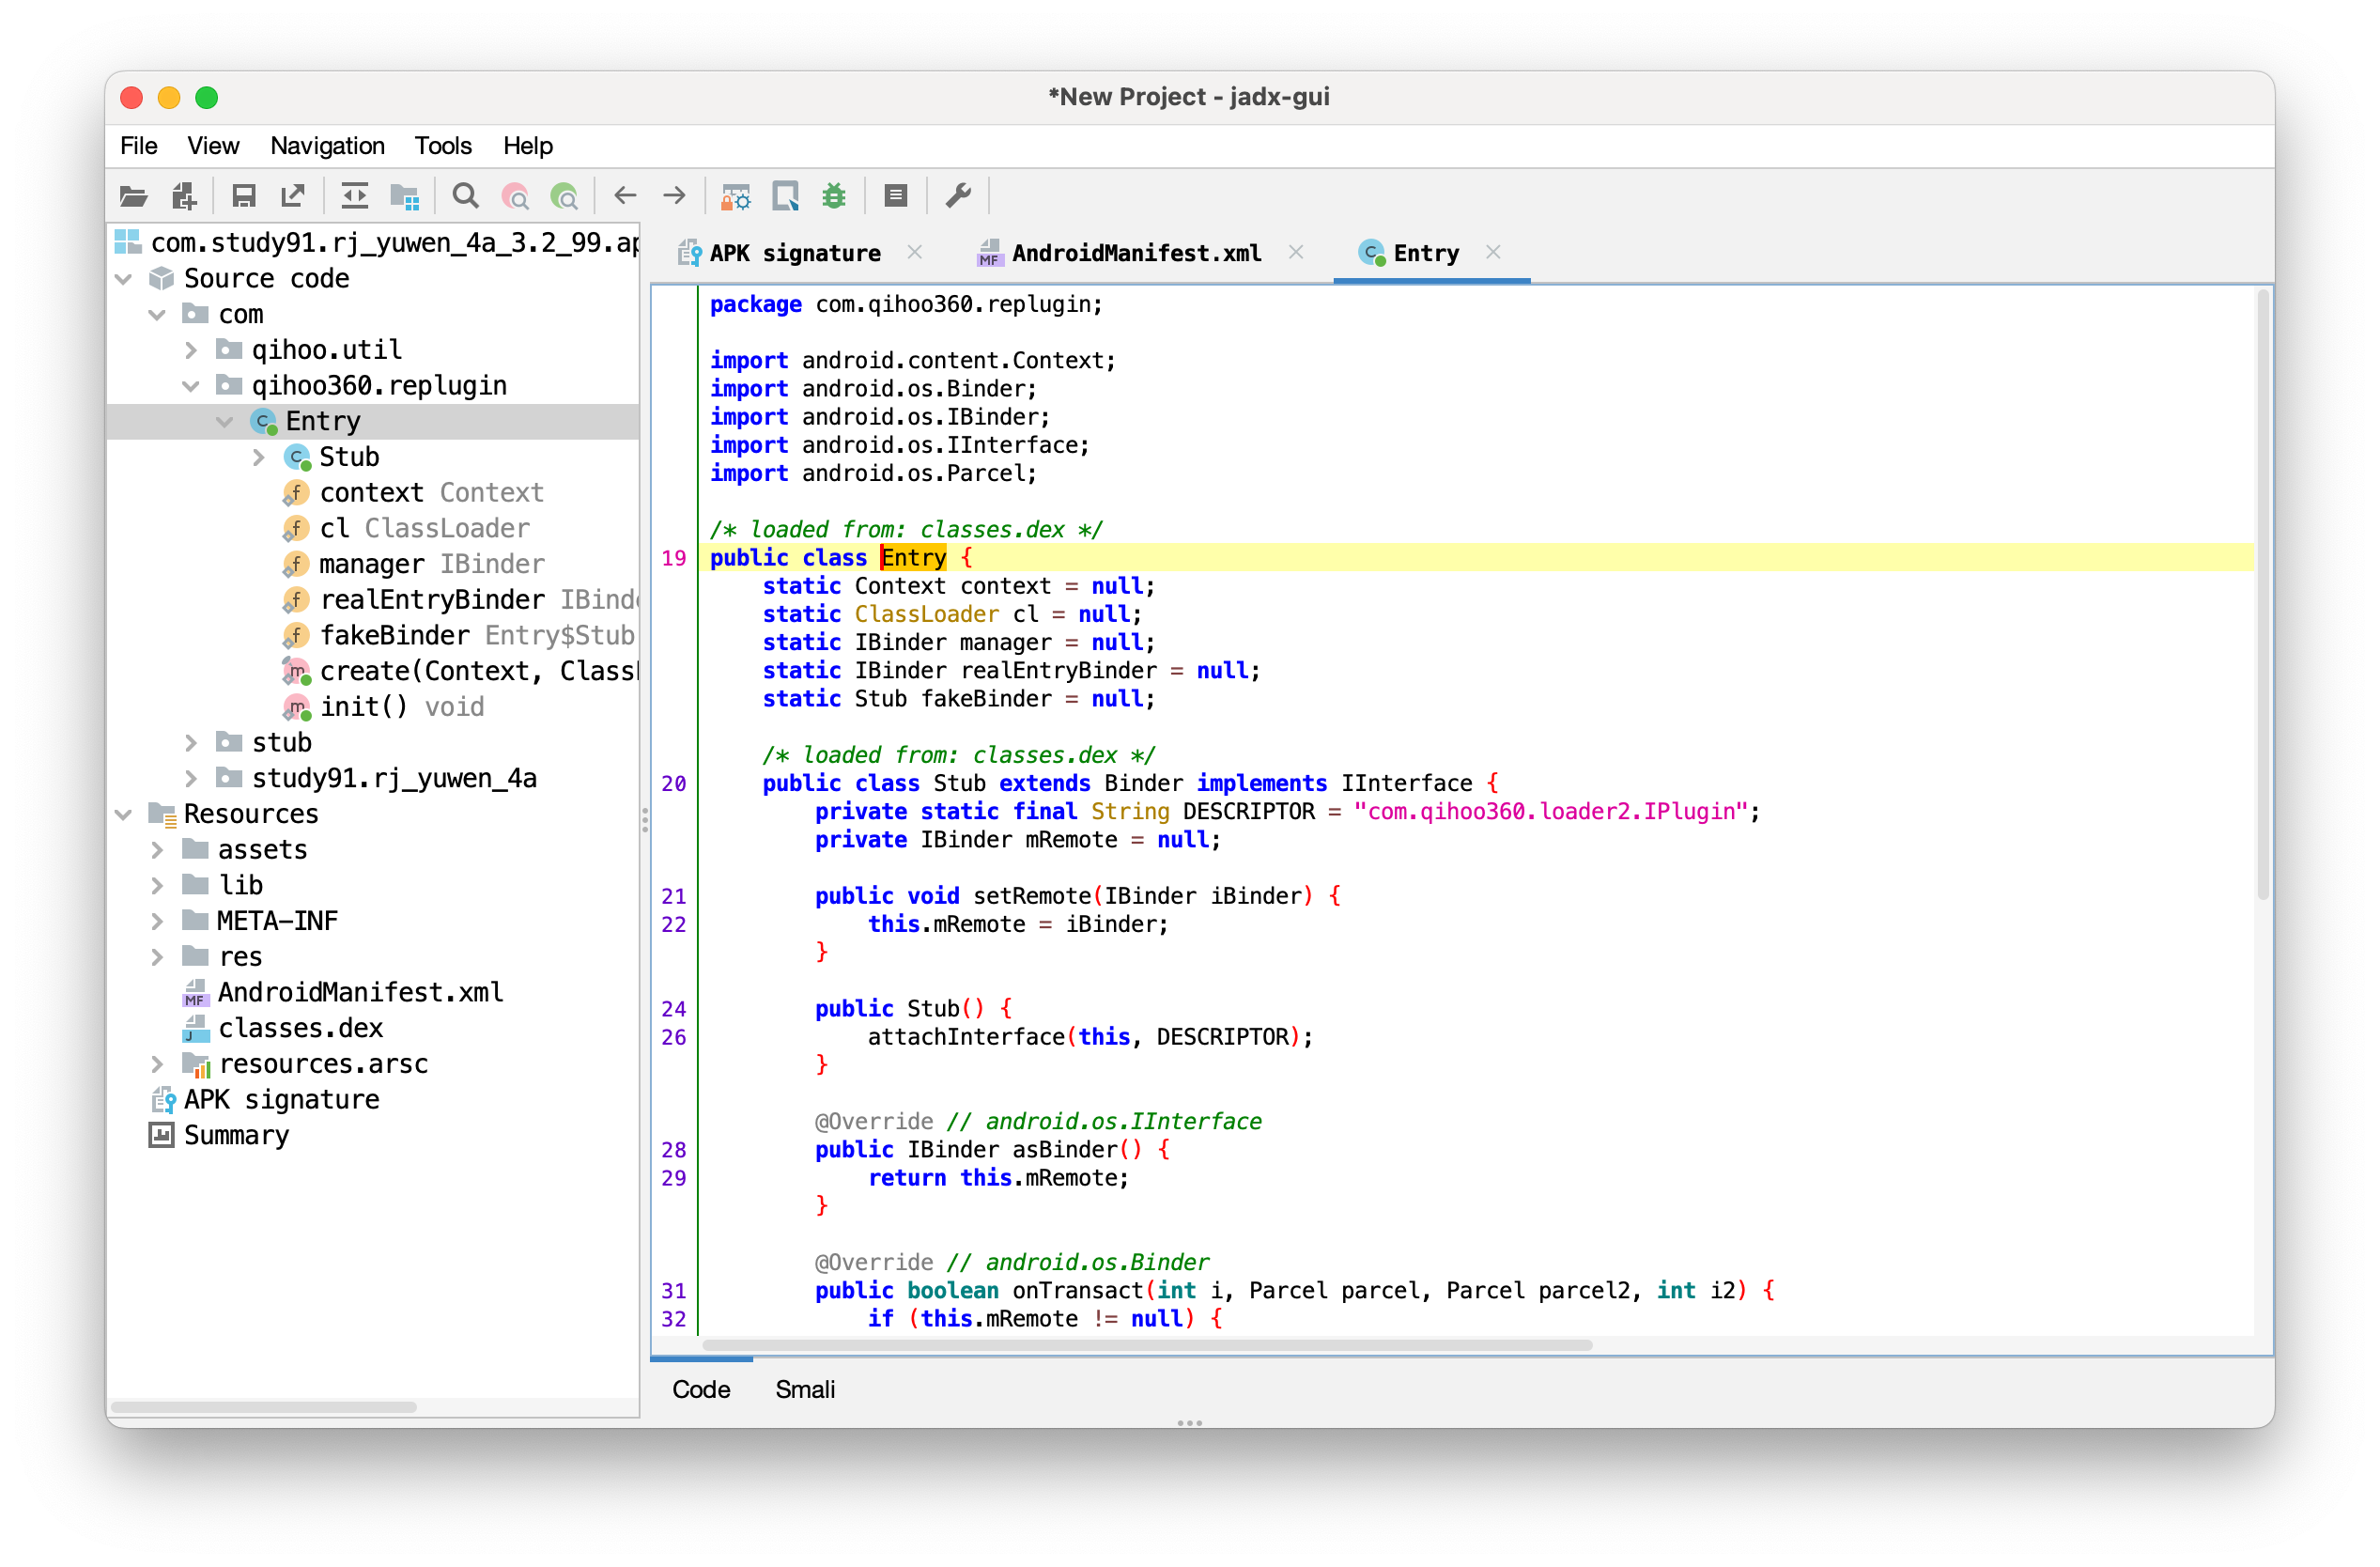 *New Project - jadx-gui
File View Navigation Tools Help
com.study91.rj_yuwen_4a_3.2_99.ap
Source code
com
qihoo.util
qihoo360.replugin
Entry
Stub
context Context
cl ClassLoader
manager IBinder
realEntryBinder IBind
fakeBinder Entry$Stub
create(Context, Class
init() void
stub
study91.rj_yuwen_4a
Resources
assets
lib
META-INF
res
AndroidManifest.xml
classes.dex
resources.arsc
APK signature
Summary
APK signature AndroidManifest.xml Entry
package com.qihoo360.replugin;
import android.content.Context;
import android.os.Binder;
import android.os.IBinder;
import android.os.IInterface;
import android.os.Parcel;
/* loaded from: classes.dex */
19 public class Entry {
static Context context = null;
static ClassLoader cl = null;
static IBinder manager = null;
static IBinder realEntryBinder = null;
static Stub fakeBinder = null;
/* loaded from: classes.dex */
20 public class Stub extends Binder implements IInterface {
private static final String DESCRIPTOR = "com.qihoo360.loader2.IPlugin";
private IBinder mRemote = null;
21 public void setRemote(IBinder iBinder) {
22 this.mRemote = iBinder;
}
24 public Stub() {
26 attachInterface(this, DESCRIPTOR);
}
@Override // android.os.IInterface
28 public IBinder asBinder() {
29 return this.mRemote;
}
@Override // android.os.Binder
31 public boolean onTransact(int i, Parcel parcel, Parcel parcel2, int i2) {
32 if (this.mRemote != null) {
Code Smali